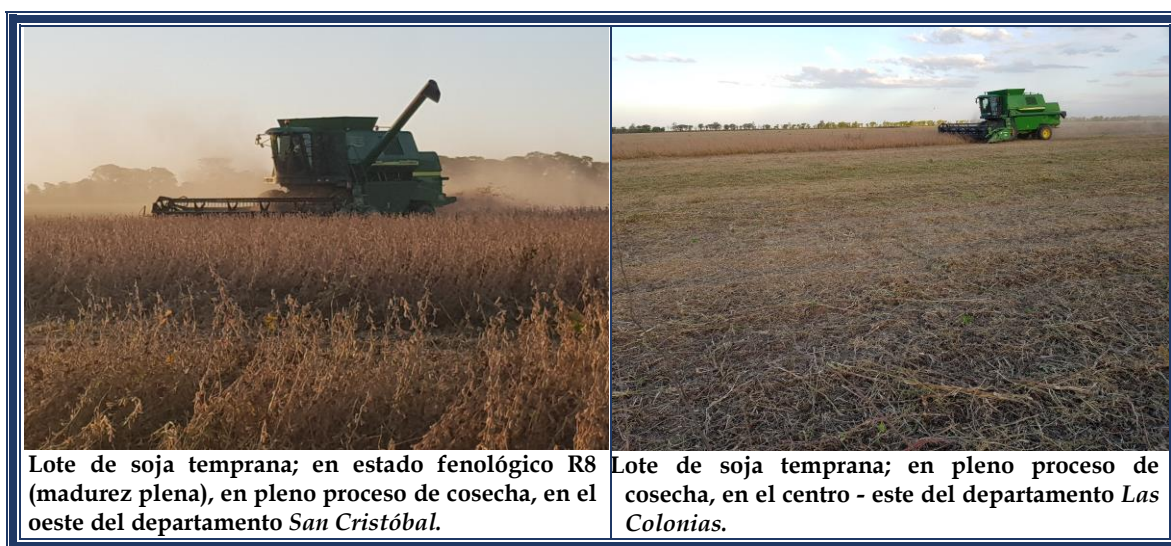 Lote de soja temprana; en estado fenológico R8
(madurez plena), en pleno proceso de cosecha, en el
oeste del departamento San Cristóbal.
Lote de soja temprana; en pleno proceso de
cosecha, en el centro - este del departamento Las
Colonias.